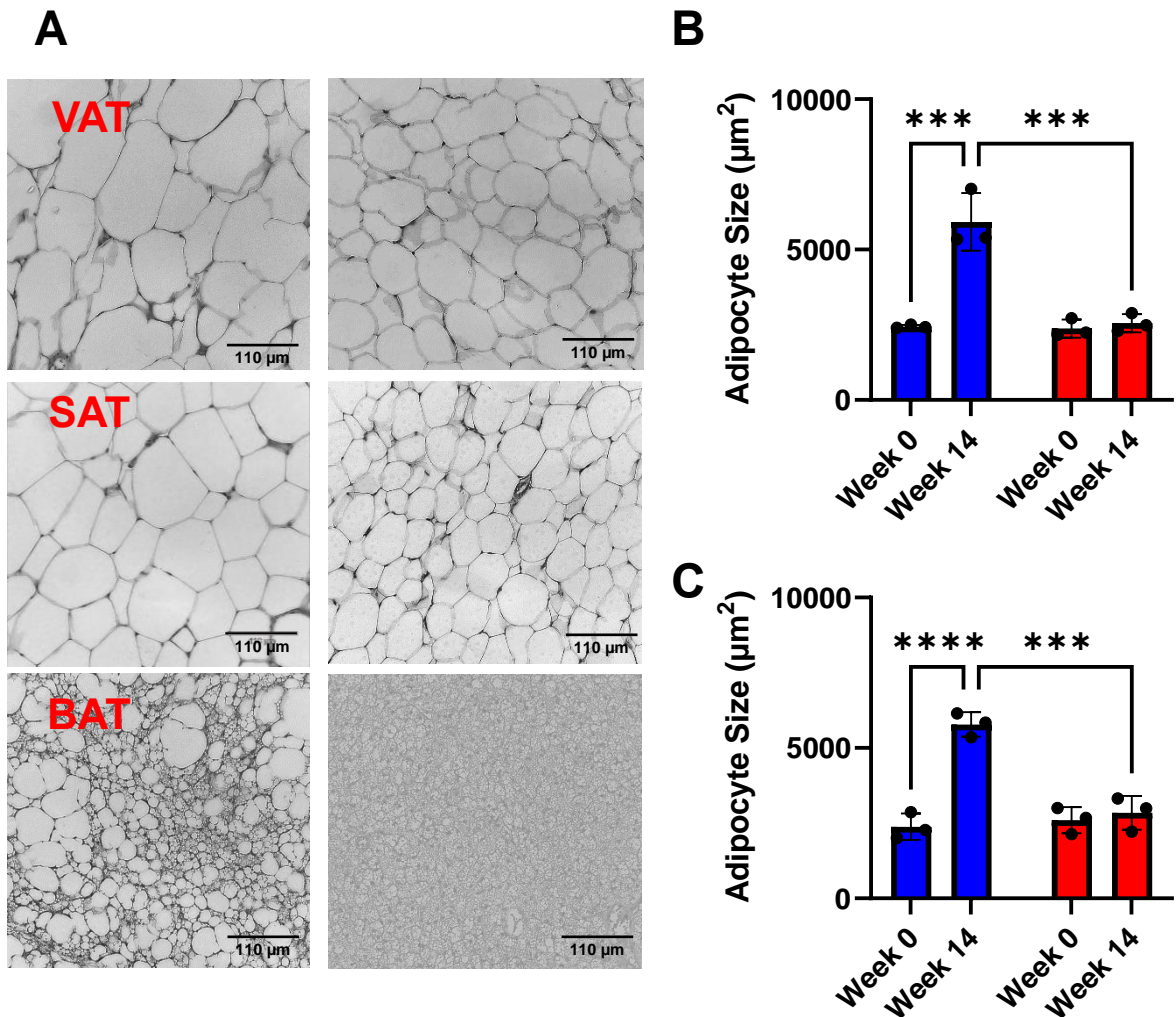 A
VAT
110 µm
110 µm
SAT
110 µm
110 µm
BAT
110 µm
110 µm
B
Adipocyte Size (µm²)
10000
5000
0
***
***
Week 0
Week 14
Week 0
Week 14
C
Adipocyte Size (µm²)
10000
5000
0
****
***
Week 0
Week 14
Week 0
Week 14